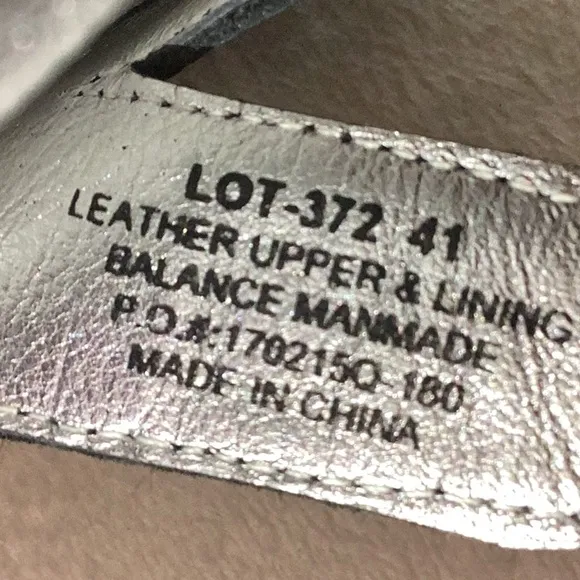 LOT-372 41
LEATHER UPPER & LINING
BALANCE MANMADE
P.O.#:170215Q-180
MADE IN CHINA